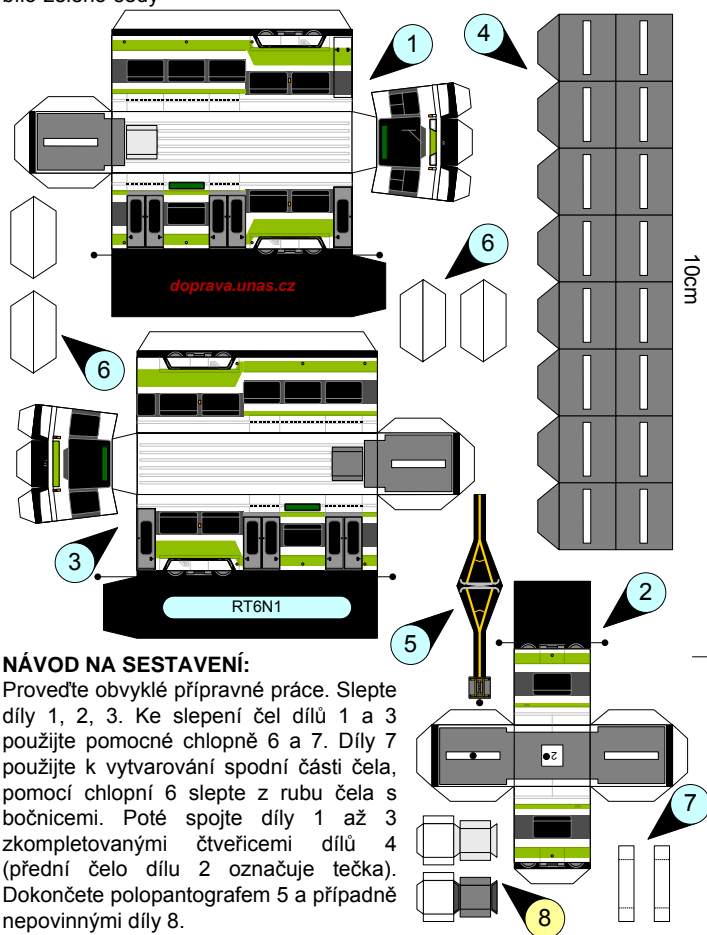 1
4
doprava.unas.cz
6
10cm
6
3
RT6N1
2
5
2
NÁVOD NA SESTAVENÍ:
Proveďte obvyklé přípravné práce. Slepte
díly 1, 2, 3. Ke slepení čel dílů 1 a 3
použijte pomocné chlopně 6 a 7. Díly 7
použijte k vytvarování spodní části čela,
pomocí chlopní 6 slepte z rubu čela s
bočnicemi. Poté spojte díly 1 až 3
zkompletovanými čtveřicemi dílů 4
(přední čelo dílu 2 označuje tečka).
Dokončete polopantografem 5 a případně
nepovinnými díly 8.
7
8